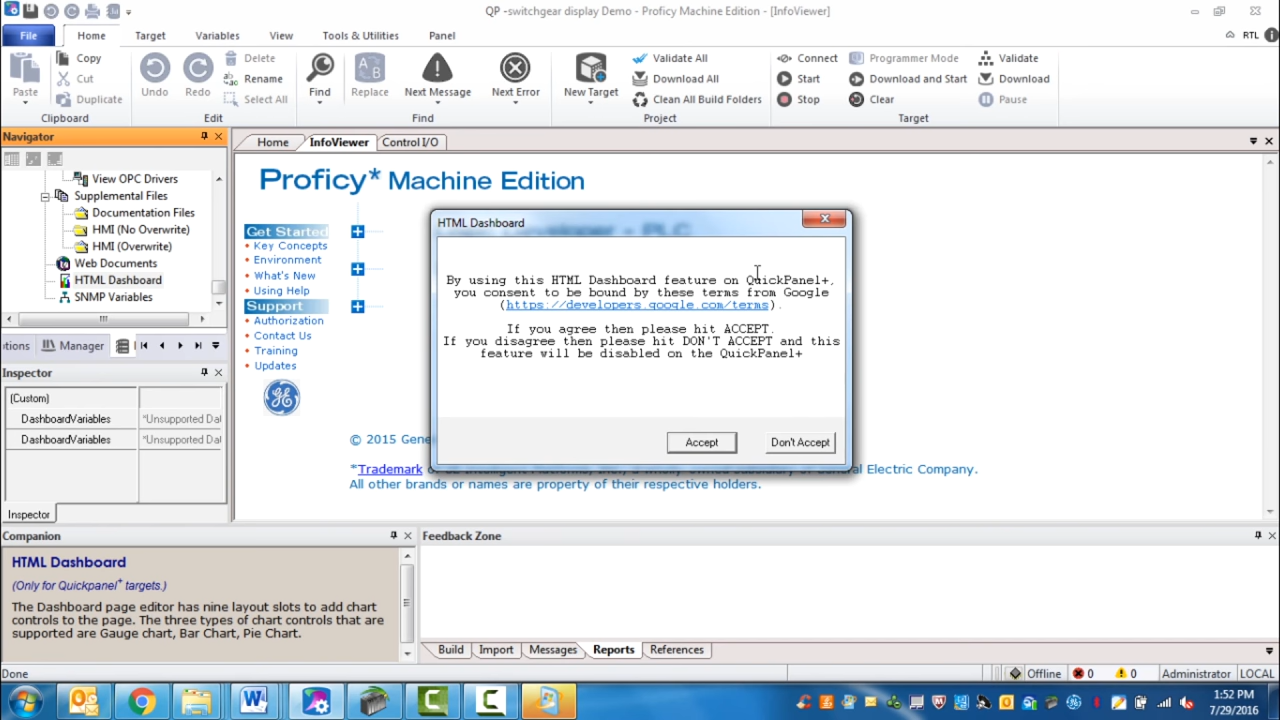 QP -switchgear display Demo - Proficy Machine Edition - [InfoViewer]
File Home Target Variables View Tools & Utilities Panel RTL
Paste
Copy
Cut
Duplicate
Clipboard
Undo
Redo
Delete
Rename
Select All
Edit
Find
Replace
Next Message
Next Error
Find
New Target
Validate All
Download All
Clean All Build Folders
Project
Connect
Start
Stop
Programmer Mode
Download and Start
Clear
Validate
Download
Pause
Target
Navigator
View OPC Drivers
Supplemental Files
Documentation Files
HMI (No Overwrite)
HMI (Overwrite)
Web Documents
HTML Dashboard
SNMP Variables
tions Manager
Inspector
(Custom)
DashboardVariables *Unsupported Dat
DashboardVariables *Unsupported Dat
Inspector
Home InfoViewer Control I/O
Proficy* Machine Edition
Get Started
Key Concepts
Environment
What's New
Using Help
Support
Authorization
Contact Us
Training
Updates
© 2015 Gene
*Trademark eneral Electric Company.
All other brands or names are property of their respective holders.
HTML Dashboard
By using this HTML Dashboard feature on QuickPanel+,
you consent to be bound by these terms from Google
(https://developers.google.com/terms).
If you agree then please hit ACCEPT.
If you disagree then please hit DON'T ACCEPT and this
feature will be disabled on the QuickPanel+
Accept Don't Accept
Companion
HTML Dashboard
(Only for Quickpanel+ targets.)
The Dashboard page editor has nine layout slots to add chart
controls to the page. The three types of chart controls that are
supported are Gauge chart, Bar Chart, Pie Chart.
Feedback Zone
Build Import Messages Reports References
Done Offline 0 0 Administrator LOCAL
1:52 PM
7/29/2016